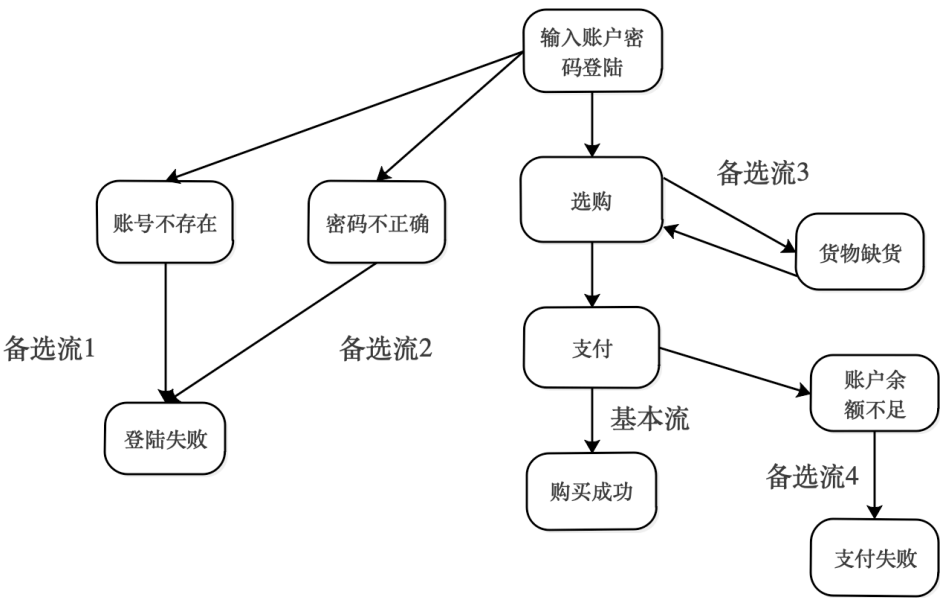 输入账户密
码登陆
备选流3
账号不存在
密码不正确
选购
货物缺货
备选流1
备选流2
支付
账户余
额不足
基本流
登陆失败
购买成功
备选流4
支付失败